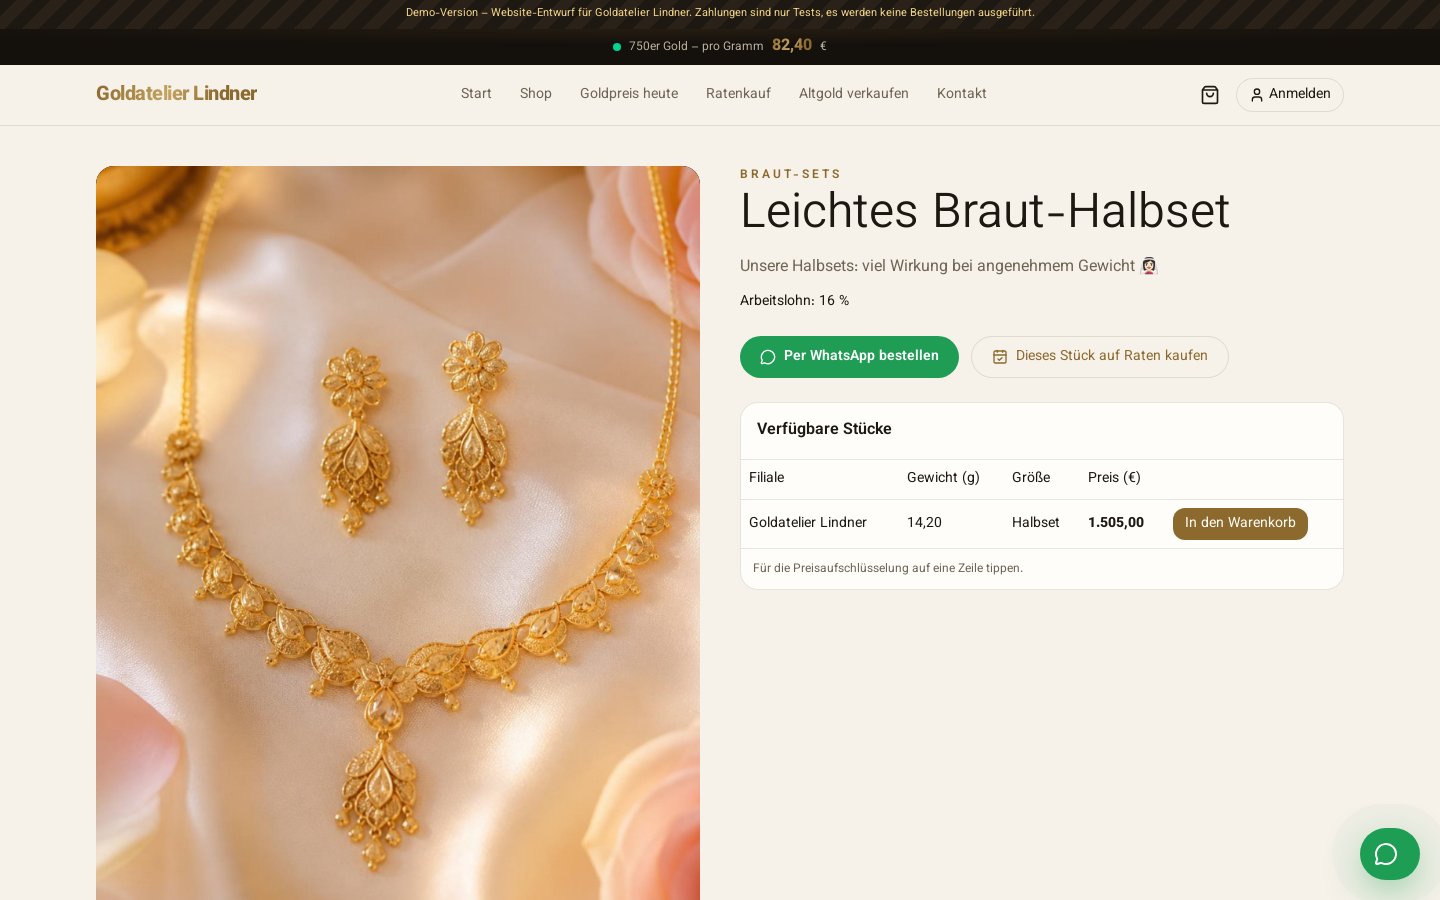 Demo-Version – Website-Entwurf für Goldatelier Lindner. Zahlungen sind nur Tests, es werden keine Bestellungen ausgeführt.
750er Gold – pro Gramm 82,40 €
Goldatelier Lindner
Start Shop Goldpreis heute Ratenkauf Altgold verkaufen Kontakt
Anmelden
BRAUT-SETS
Leichtes Braut-Halbset
Unsere Halbsets: viel Wirkung bei angenehmem Gewicht 👰🏻
Arbeitslohn: 16 %
Per WhatsApp bestellen
Dieses Stück auf Raten kaufen
Verfügbare Stücke
Filiale Gewicht (g) Größe Preis (€)
Goldatelier Lindner 14,20 Halbset 1.505,00 In den Warenkorb
Für die Preisaufschlüsselung auf eine Zeile tippen.